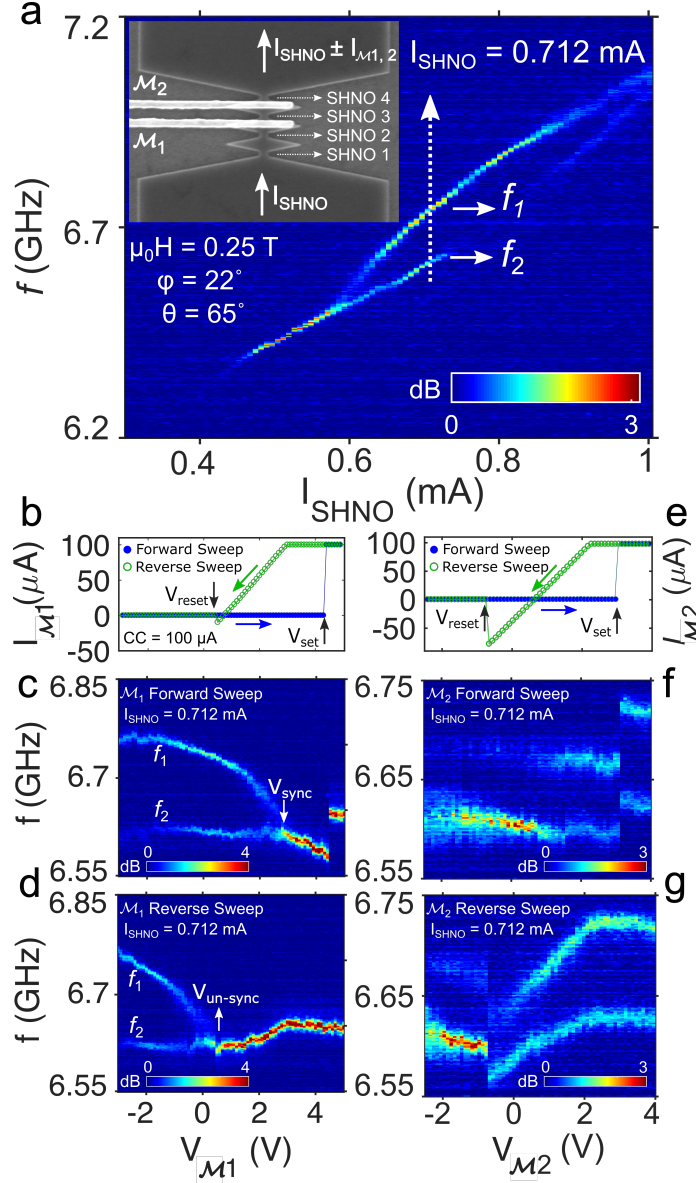 a
7.2
6.7
6.2
f (GHz)
I_SHNO ± I_ℳ1, 2
ℳ2
ℳ1
SHNO 4
SHNO 3
SHNO 2
SHNO 1
I_SHNO
I_SHNO = 0.712 mA
f1
f2
μ0H = 0.25 T
φ = 22°
θ = 65°
dB
0 3
0.4 0.6 0.8 1
I_SHNO (mA)
b
100
50
0
-50
I_ℳ1(μA)
Forward Sweep
Reverse Sweep
V_reset
V_set
CC = 100 μA
e
100
50
0
-50
I_ℳ2 (μA)
Forward Sweep
Reverse Sweep
V_reset
V_set
c
6.85
6.7
6.55
f (GHz)
ℳ1 Forward Sweep
I_SHNO = 0.712 mA
f1
f2
V_sync
dB
0 4
f
6.75
6.65
6.55
ℳ2 Forward Sweep
I_SHNO = 0.712 mA
dB
0 3
d
6.85
6.7
6.55
f (GHz)
ℳ1 Reverse Sweep
I_SHNO = 0.712 mA
f1
f2
V_un-sync
dB
0 4
-2 0 2 4
V_ℳ1 (V)
g
6.75
6.65
6.55
ℳ2 Reverse Sweep
I_SHNO = 0.712 mA
dB
0 3
-2 0 2 4
V_ℳ2 (V)